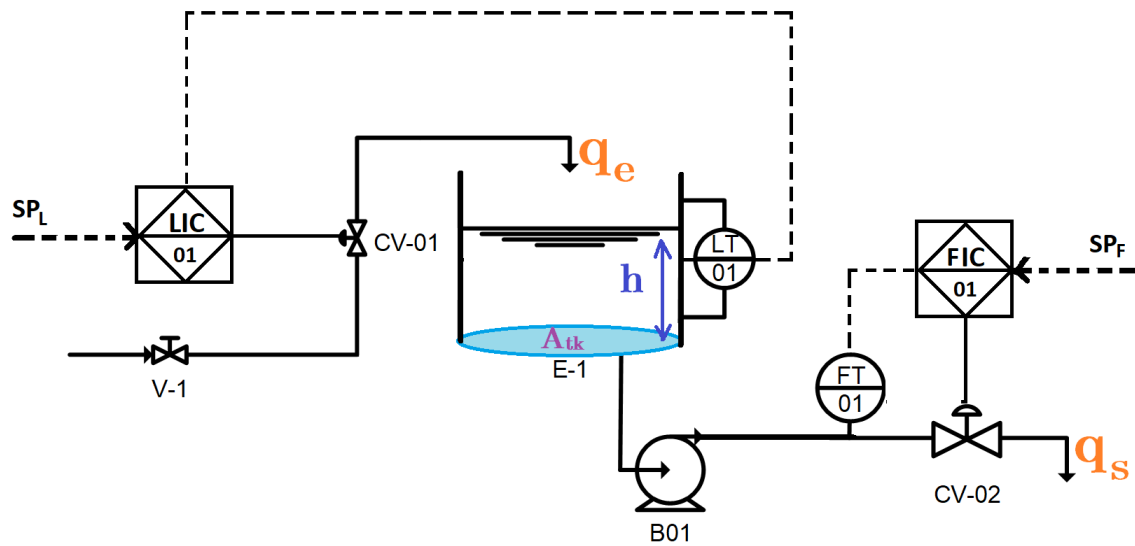 q_e
SP_L
LIC
01
CV-01
LT
01
h
FIC
01
SP_F
A_tk
E-1
V-1
FT
01
q_s
CV-02
B01